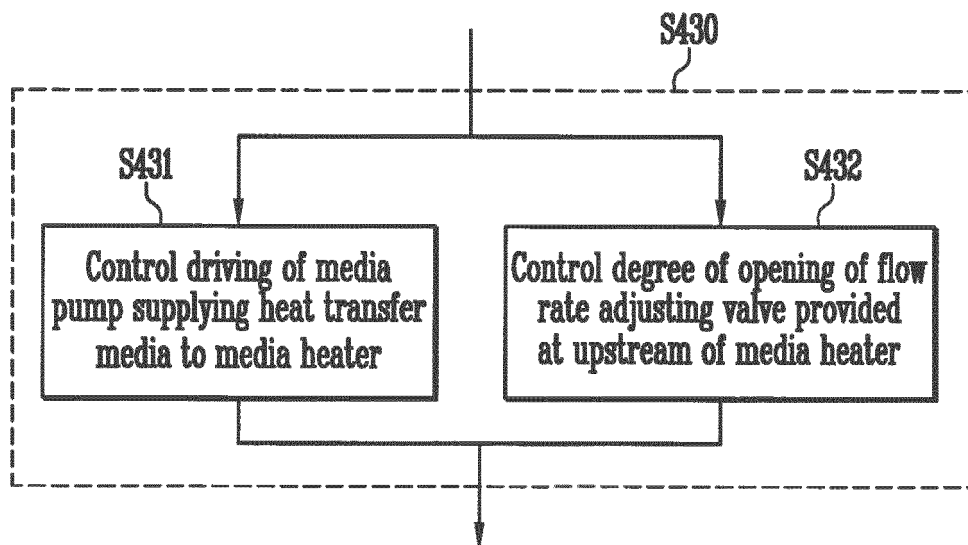 S430
S431
S432
Control driving of media
pump supplying heat transfer
media to media heater
Control degree of opening of flow
rate adjusting valve provided
at upstream of media heater